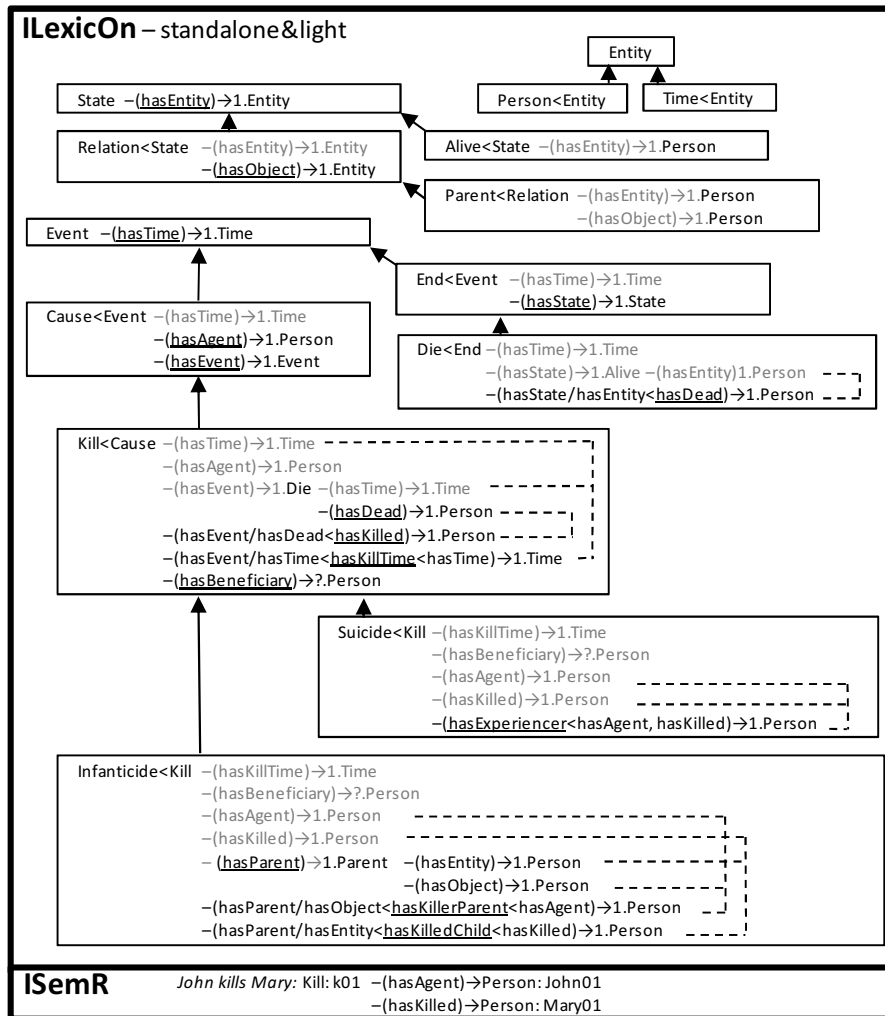 ILexicOn – standalone&light
Entity
State –(hasEntity)→1.Entity
Person<Entity
Time<Entity
Relation<State –(hasEntity)→1.Entity
–(hasObject)→1.Entity
Alive<State –(hasEntity)→1.Person
Parent<Relation –(hasEntity)→1.Person
–(hasObject)→1.Person
Event –(hasTime)→1.Time
End<Event –(hasTime)→1.Time
–(hasState)→1.State
Cause<Event –(hasTime)→1.Time
–(hasAgent)→1.Person
–(hasEvent)→1.Event
Die<End –(hasTime)→1.Time
–(hasState)→1.Alive –(hasEntity)1.Person
–(hasState/hasEntity<hasDead)→1.Person
Kill<Cause –(hasTime)→1.Time
–(hasAgent)→1.Person
–(hasEvent)→1.Die –(hasTime)→1.Time
–(hasDead)→1.Person
–(hasEvent/hasDead<hasKilled)→1.Person
–(hasEvent/hasTime<hasKillTime<hasTime)→1.Time
–(hasBeneficiary)→?.Person
Suicide<Kill –(hasKillTime)→1.Time
–(hasBeneficiary)→?.Person
–(hasAgent)→1.Person
–(hasKilled)→1.Person
–(hasExperiencer<hasAgent, hasKilled)→1.Person
Infanticide<Kill –(hasKillTime)→1.Time
–(hasBeneficiary)→?.Person
–(hasAgent)→1.Person
–(hasKilled)→1.Person
– (hasParent)→1.Parent –(hasEntity)→1.Person
–(hasObject)→1.Person
–(hasParent/hasObject<hasKillerParent<hasAgent)→1.Person
–(hasParent/hasEntity<hasKilledChild<hasKilled)→1.Person
ISemR John kills Mary: Kill: k01 –(hasAgent)→Person: John01
–(hasKilled)→Person: Mary01